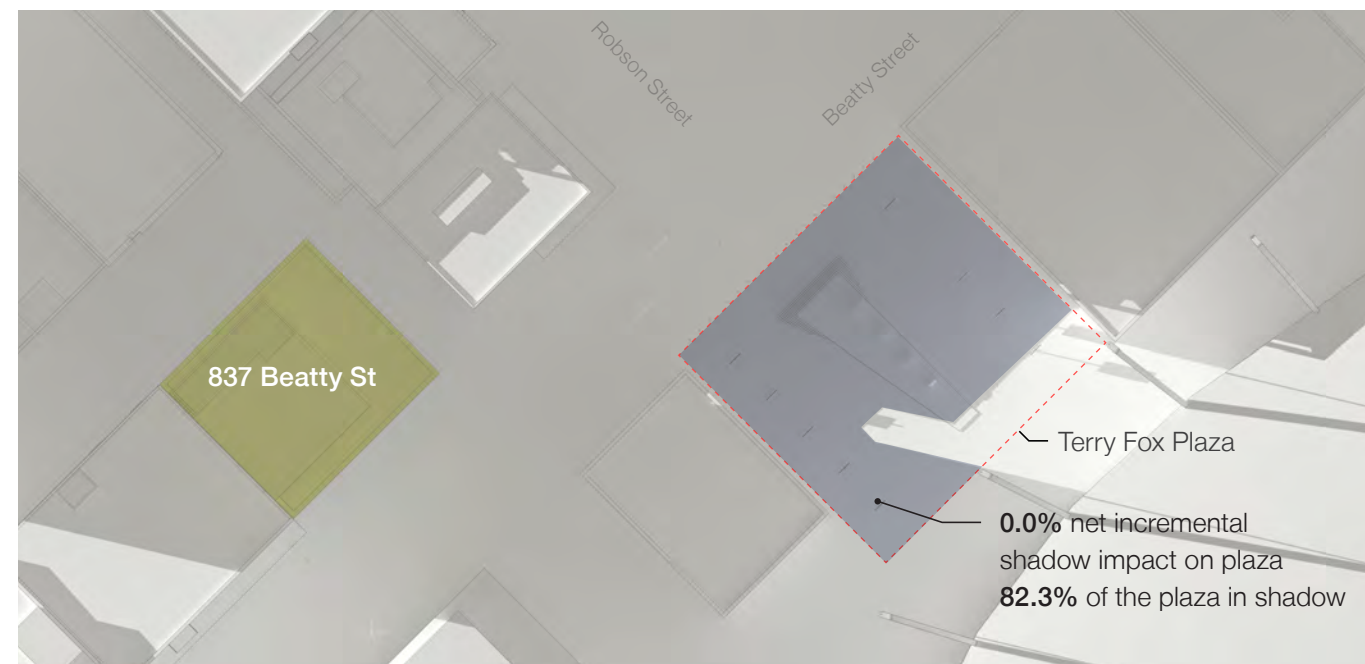 Robson Street
Beatty Street
837 Beatty St
Terry Fox Plaza
0.0% net incremental
shadow impact on plaza
82.3% of the plaza in shadow